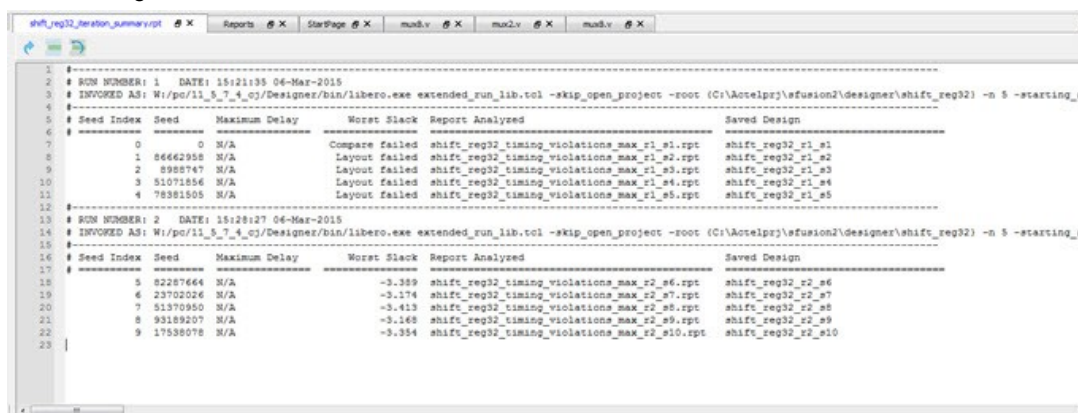 shift_reg32_iteration_summary.rpt Reports StartPage mux8.v mux2.v mux8.v
1 #
2 # RUN NUMBER: 1 DATE: 15:21:35 06-Mar-2015
3 # INVOKED AS: W:/pc/11_5_7_4_cj/Designer/bin/libero.exe extended_run_lib.tcl -skip_open_project -root {C:\Actelprj\sfusion2\designer\shift_reg32} -n 5 -starting_
4 #
5 # Seed Index Seed Maximum Delay Worst Slack Report Analyzed Saved Design
6 #
7 0 0 N/A Compare failed shift_reg32_timing_violations_max_r1_s1.rpt shift_reg32_r1_s1
8 1 86662958 N/A Layout failed shift_reg32_timing_violations_max_r1_s2.rpt shift_reg32_r1_s2
9 2 8988747 N/A Layout failed shift_reg32_timing_violations_max_r1_s3.rpt shift_reg32_r1_s3
10 3 51071856 N/A Layout failed shift_reg32_timing_violations_max_r1_s4.rpt shift_reg32_r1_s4
11 4 78381505 N/A Layout failed shift_reg32_timing_violations_max_r1_s5.rpt shift_reg32_r1_s5
12 #
13 # RUN NUMBER: 2 DATE: 15:28:27 06-Mar-2015
14 # INVOKED AS: W:/pc/11_5_7_4_cj/Designer/bin/libero.exe extended_run_lib.tcl -skip_open_project -root {C:\Actelprj\sfusion2\designer\shift_reg32} -n 5 -starting_
15 #
16 # Seed Index Seed Maximum Delay Worst Slack Report Analyzed Saved Design
17 #
18 5 82287664 N/A -3.389 shift_reg32_timing_violations_max_r2_s6.rpt shift_reg32_r2_s6
19 6 23702026 N/A -3.174 shift_reg32_timing_violations_max_r2_s7.rpt shift_reg32_r2_s7
20 7 51370950 N/A -3.413 shift_reg32_timing_violations_max_r2_s8.rpt shift_reg32_r2_s8
21 8 93189207 N/A -3.168 shift_reg32_timing_violations_max_r2_s9.rpt shift_reg32_r2_s9
22 9 17538078 N/A -3.354 shift_reg32_timing_violations_max_r2_s10.rpt shift_reg32_r2_s10
23